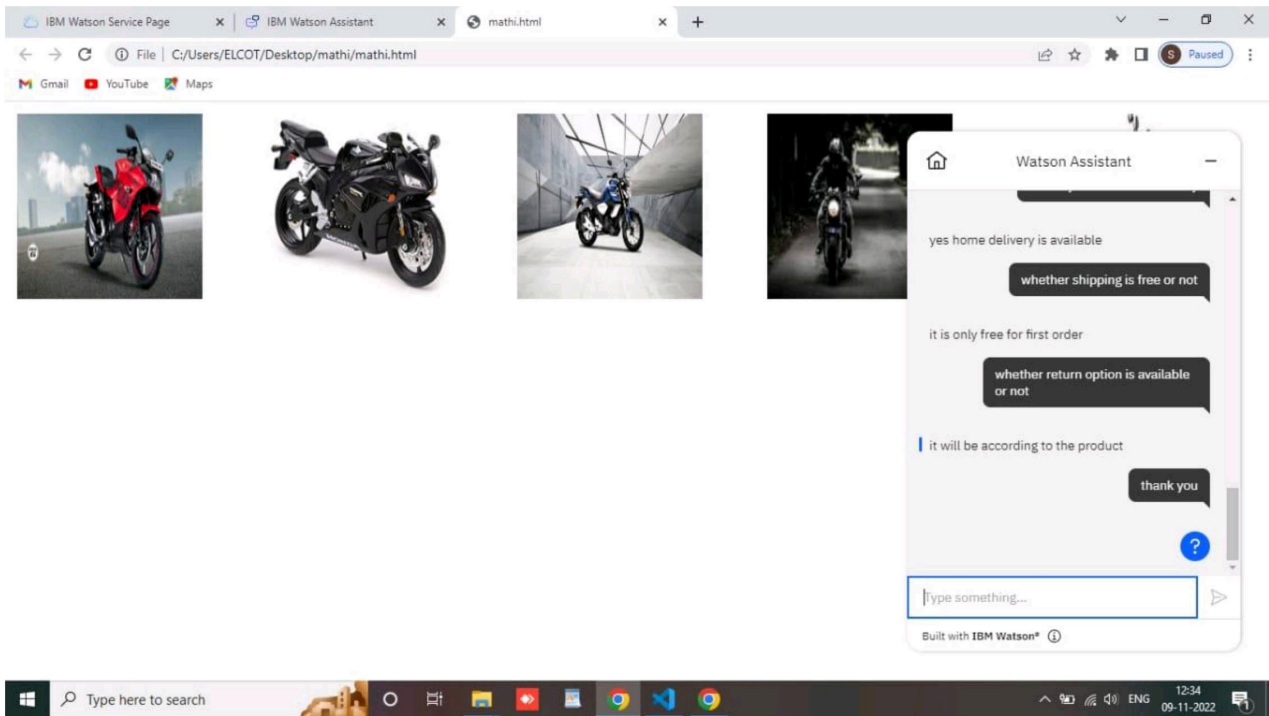 IBM Watson Service Page
IBM Watson Assistant
mathi.html
File | C:/Users/ELCOT/Desktop/mathi/mathi.html
S Paused
Gmail
YouTube
Maps
Watson Assistant
yes home delivery is available
whether shipping is free or not
it is only free for first order
whether return option is available
or not
it will be according to the product
thank you
?
Type something...
Built with IBM Watson®
Type here to search
ENG
12:34
09-11-2022